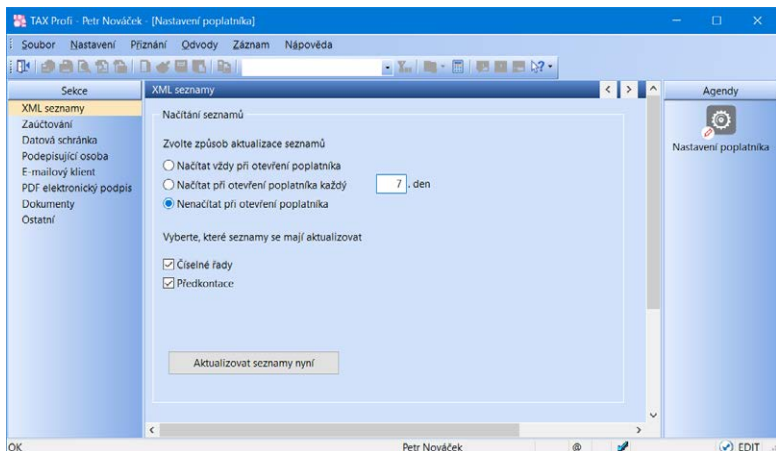 TAX Profi - Petr Nováček - [Nastavení poplatníka]
Soubor Nastavení Přiznání Odvody Záznam Nápověda
Sekce
XML seznamy
Zaúčtování
Datová schránka
Podepisující osoba
E-mailový klient
PDF elektronický podpis
Dokumenty
Ostatní
XML seznamy
Načítání seznamů
Zvolte způsob aktualizace seznamů
Načítat vždy při otevření poplatníka
Načítat při otevření poplatníka každý 7 . den
Nenačítat při otevření poplatníka
Vyberte, které seznamy se mají aktualizovat
Číselné řady
Předkontace
Aktualizovat seznamy nyní
Agendy
Nastavení poplatníka
OK Petr Nováček @ EDIT